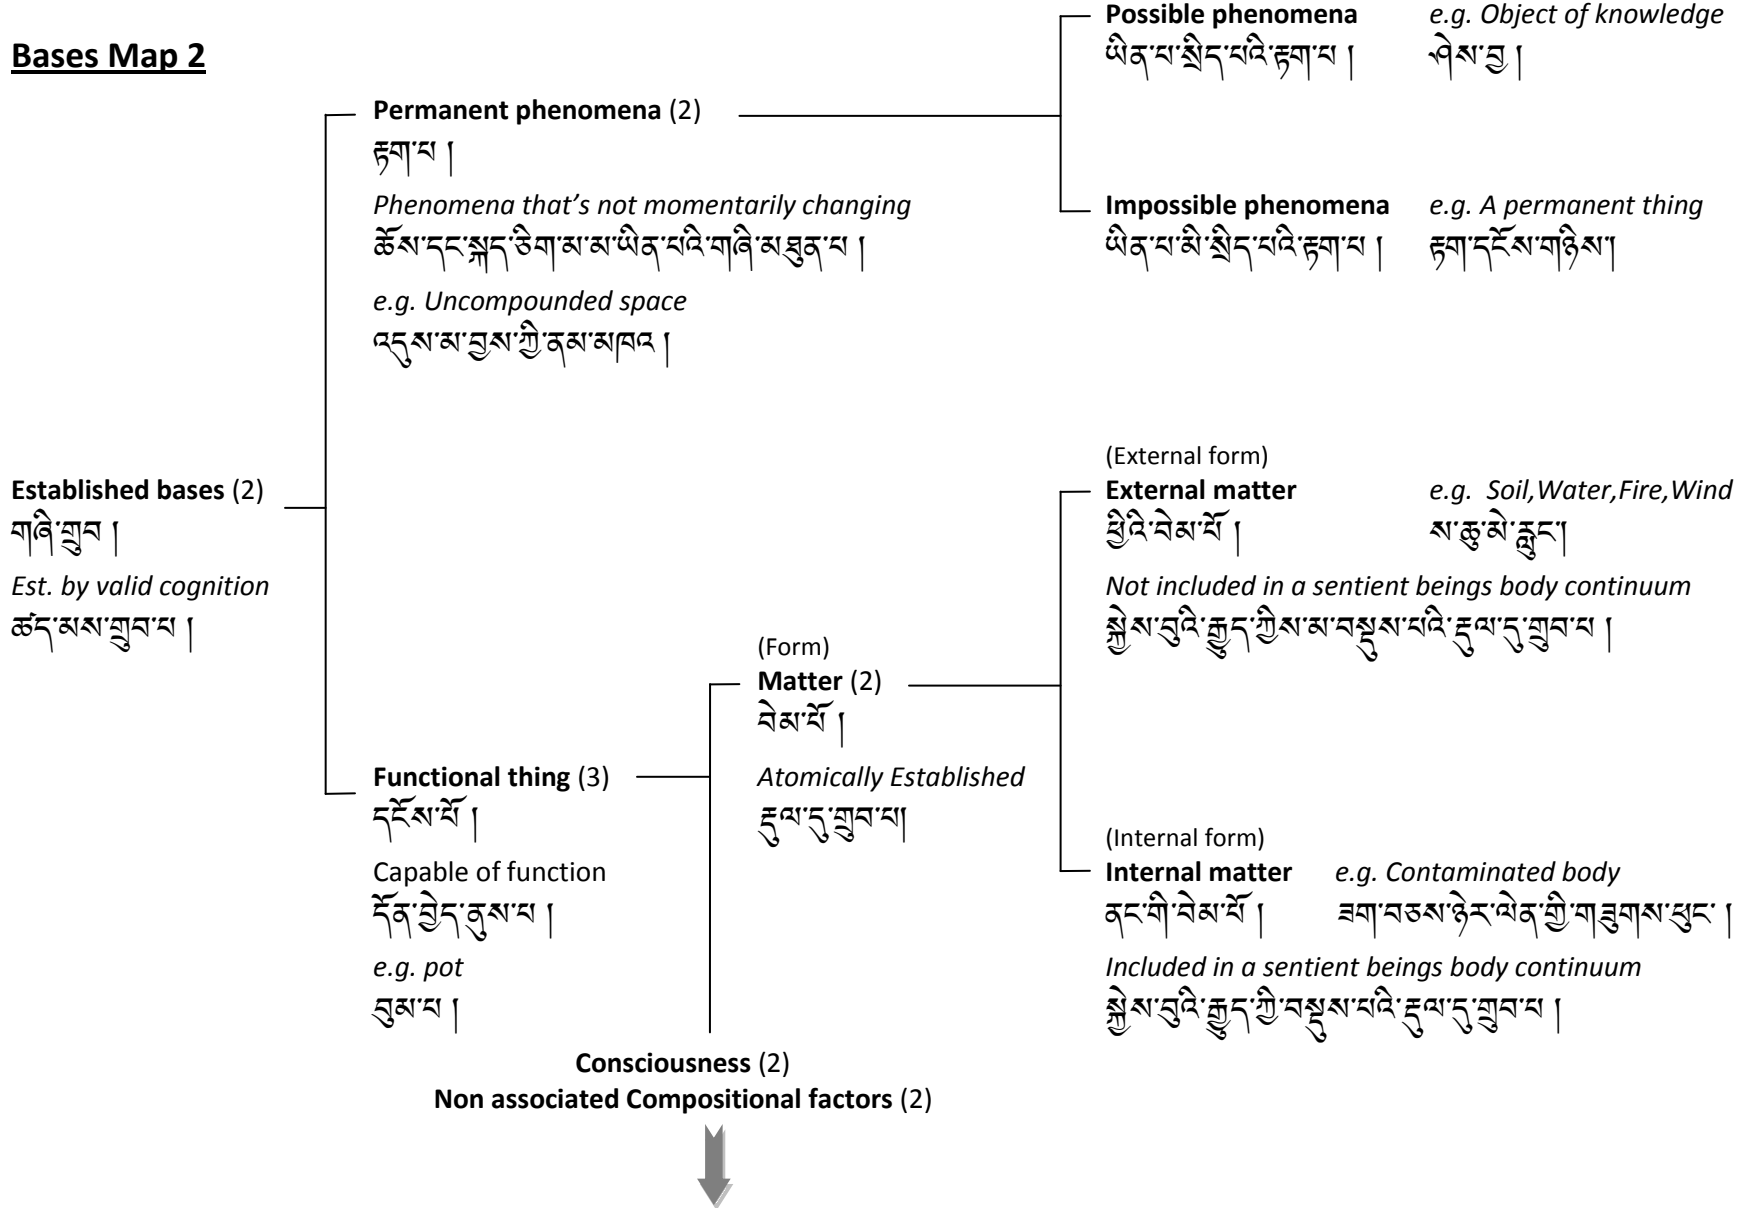 Bases Map 2
Possible phenomena e.g. Object of knowledge
ཡིན་པ་སྲིད་པའི་རྟག་པ ། ཤེས་བྱ །
Permanent phenomena (2)
རྟག་པ །
Phenomena that’s not momentarily changing
ཆོས་དང་སྐད་ཅིག་མ་མ་ཡིན་པའི་གཞི་མཐུན་པ །
e.g. Uncompounded space
འདུས་མ་བྱས་ཀྱི་ནམ་མཁའ །
Impossible phenomena e.g. A permanent thing
ཡིན་པ་མི་སྲིད་པའི་རྟག་པ ། རྟག་དངོས་གཉིས།
Established bases (2)
གཞི་གྲུབ །
Est. by valid cognition
ཚད་མས་གྲུབ་པ །
Functional thing (3)
དངོས་པོ །
Capable of function
དོན་བྱེད་ནུས་པ །
e.g. pot
བུམ་པ །
(Form)
Matter (2)
བེམ་པོ །
Atomically Established
རྡུལ་དུ་གྲུབ་པ།
(External form)
External matter e.g. Soil,Water,Fire,Wind
ཕྱིའི་བེམ་པོ ། ས་ཆུ་མེ་རླུང།
Not included in a sentient beings body continuum
སྐྱེས་བུའི་རྒྱུད་ཀྱིས་མ་བསྡུས་པའི་རྡུལ་དུ་གྲུབ་པ །
(Internal form)
Internal matter e.g. Contaminated body
ནང་གི་བེམ་པོ ། ཟག་བཅས་ཉེར་ལེན་གྱི་གཟུགས་ཕུང་ །
Included in a sentient beings body continuum
སྐྱེས་བུའི་རྒྱུད་ཀྱི་བསྡུས་པའི་རྡུལ་དུ་གྲུབ་པ །
Consciousness (2)
Non associated Compositional factors (2)